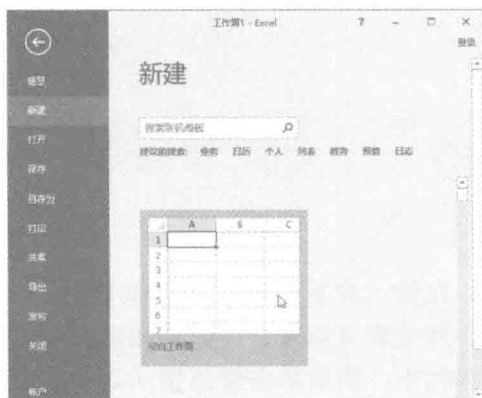 工作簿1 - Excel
?
登录
信息
新建
打开
保存
另存为
打印
共享
导出
发布
关闭
帐户
新建
搜索联机模板
建议的搜索: 业务 日历 个人 列表 教育 预算 日志
A B C
1
2
3
4
5
6
7
空白工作簿